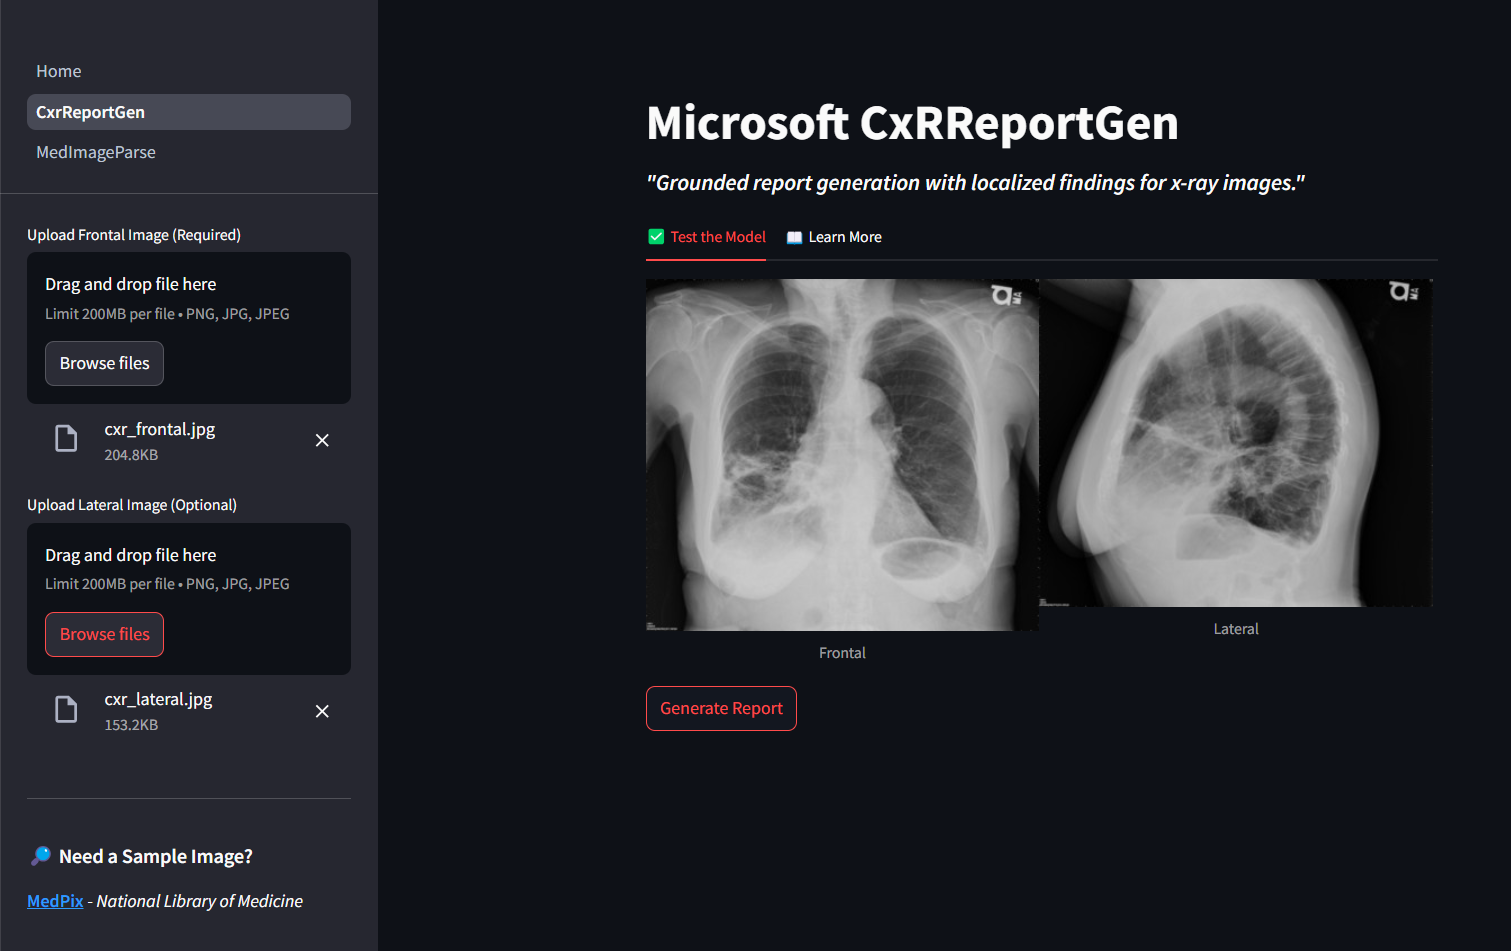 Home
CxrReportGen
MedImageParse
Upload Frontal Image (Required)
Drag and drop file here
Limit 200MB per file • PNG, JPG, JPEG
Browse files
cxr_frontal.jpg
204.8KB
Upload Lateral Image (Optional)
Drag and drop file here
Limit 200MB per file • PNG, JPG, JPEG
Browse files
cxr_lateral.jpg
153.2KB
Need a Sample Image?
MedPix - National Library of Medicine
Microsoft CxRReportGen
"Grounded report generation with localized findings for x-ray images."
Test the Model
Learn More
MA
MA
Frontal
Lateral
Generate Report